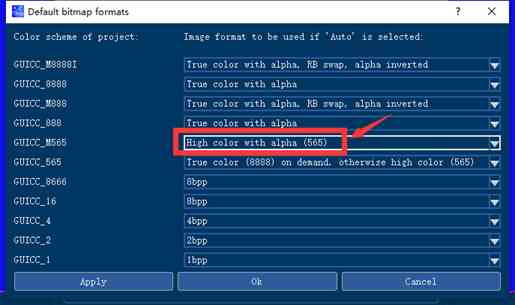 Default bitmap formats
Color scheme of project: Image format to be used if 'Auto' is selected:
GUICC_M8888I True color with alpha, RB swap, alpha inverted
GUICC_8888 True color with alpha
GUICC_M888 True color with alpha, RB swap, alpha inverted
GUICC_888 True color with alpha
GUICC_M565 High color with alpha (565)
GUICC_565 True color (8888) on demand, otherwise high color (565)
GUICC_8666 8bpp
GUICC_16 8bpp
GUICC_4 4bpp
GUICC_2 2bpp
GUICC_1 1bpp
Apply Ok Cancel